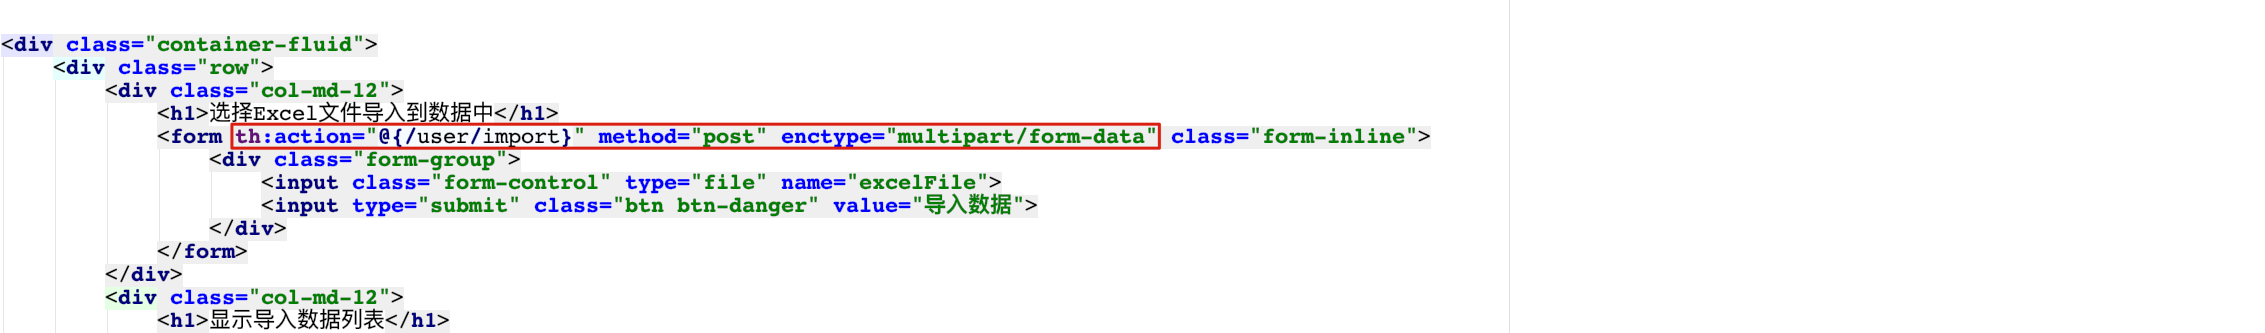 <div class="container-fluid">
<div class="row">
<div class="col-md-12">
<h1>选择Excel文件导入到数据中</h1>
<form th:action="@{/user/import}" method="post" enctype="multipart/form-data" class="form-inline">
<div class="form-group">
<input class="form-control" type="file" name="excelFile">
<input type="submit" class="btn btn-danger" value="导入数据">
</div>
</form>
</div>
<div class="col-md-12">
<h1>显示导入数据列表</h1>